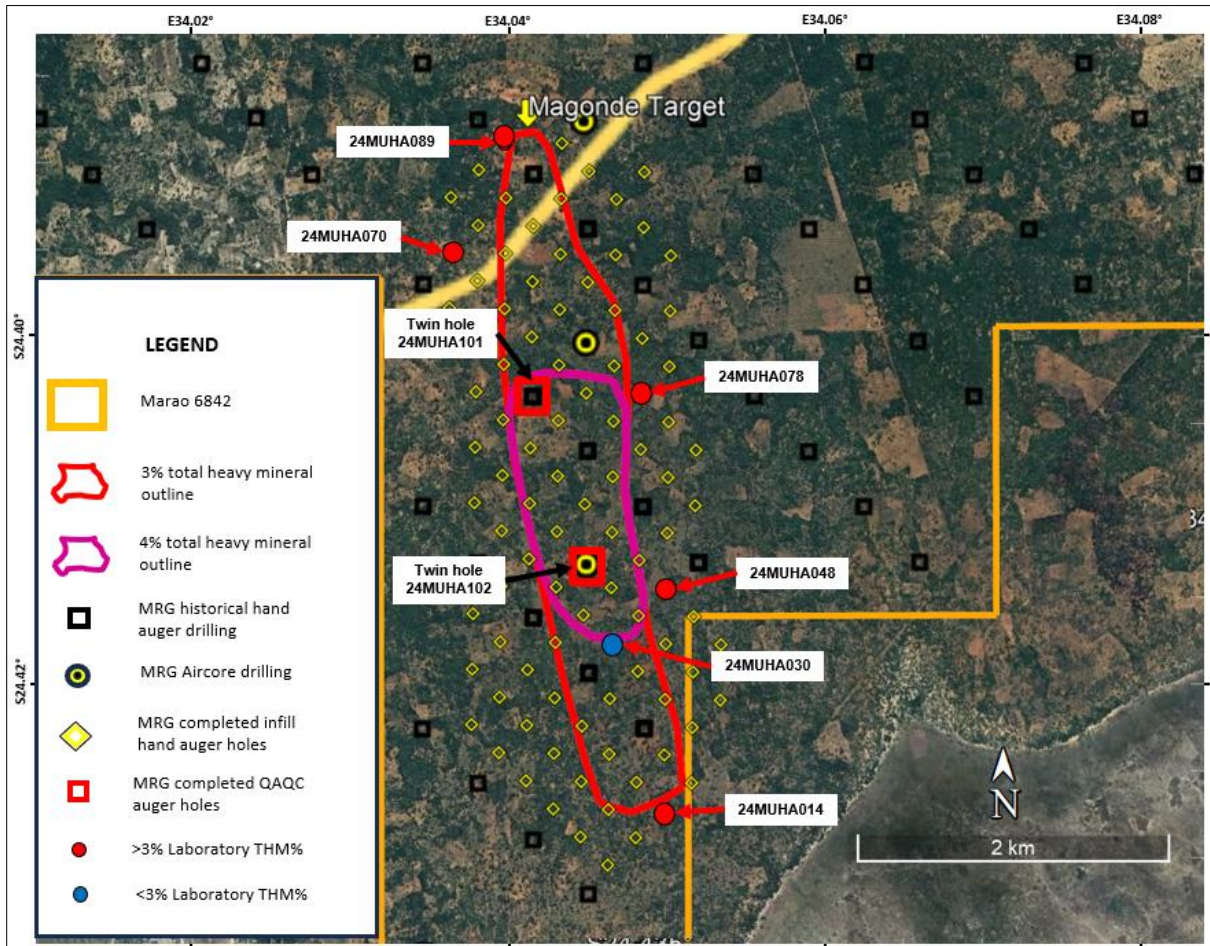 E34.02°
E34.04°
E34.06°
E34.08°
Magonde Target
24MUHA089
24MUHA070
S24.40°
Twin hole
24MUHA101
24MUHA078
Twin hole
24MUHA102
24MUHA048
24MUHA030
S24.42°
24MUHA014
N
2 km
LEGEND
Marao 6842
3% total heavy mineral
outline
4% total heavy mineral
outline
MRG historical hand
auger drilling
MRG Aircore drilling
MRG completed infill
hand auger holes
MRG completed QAQC
auger holes
>3% Laboratory THM%
<3% Laboratory THM%